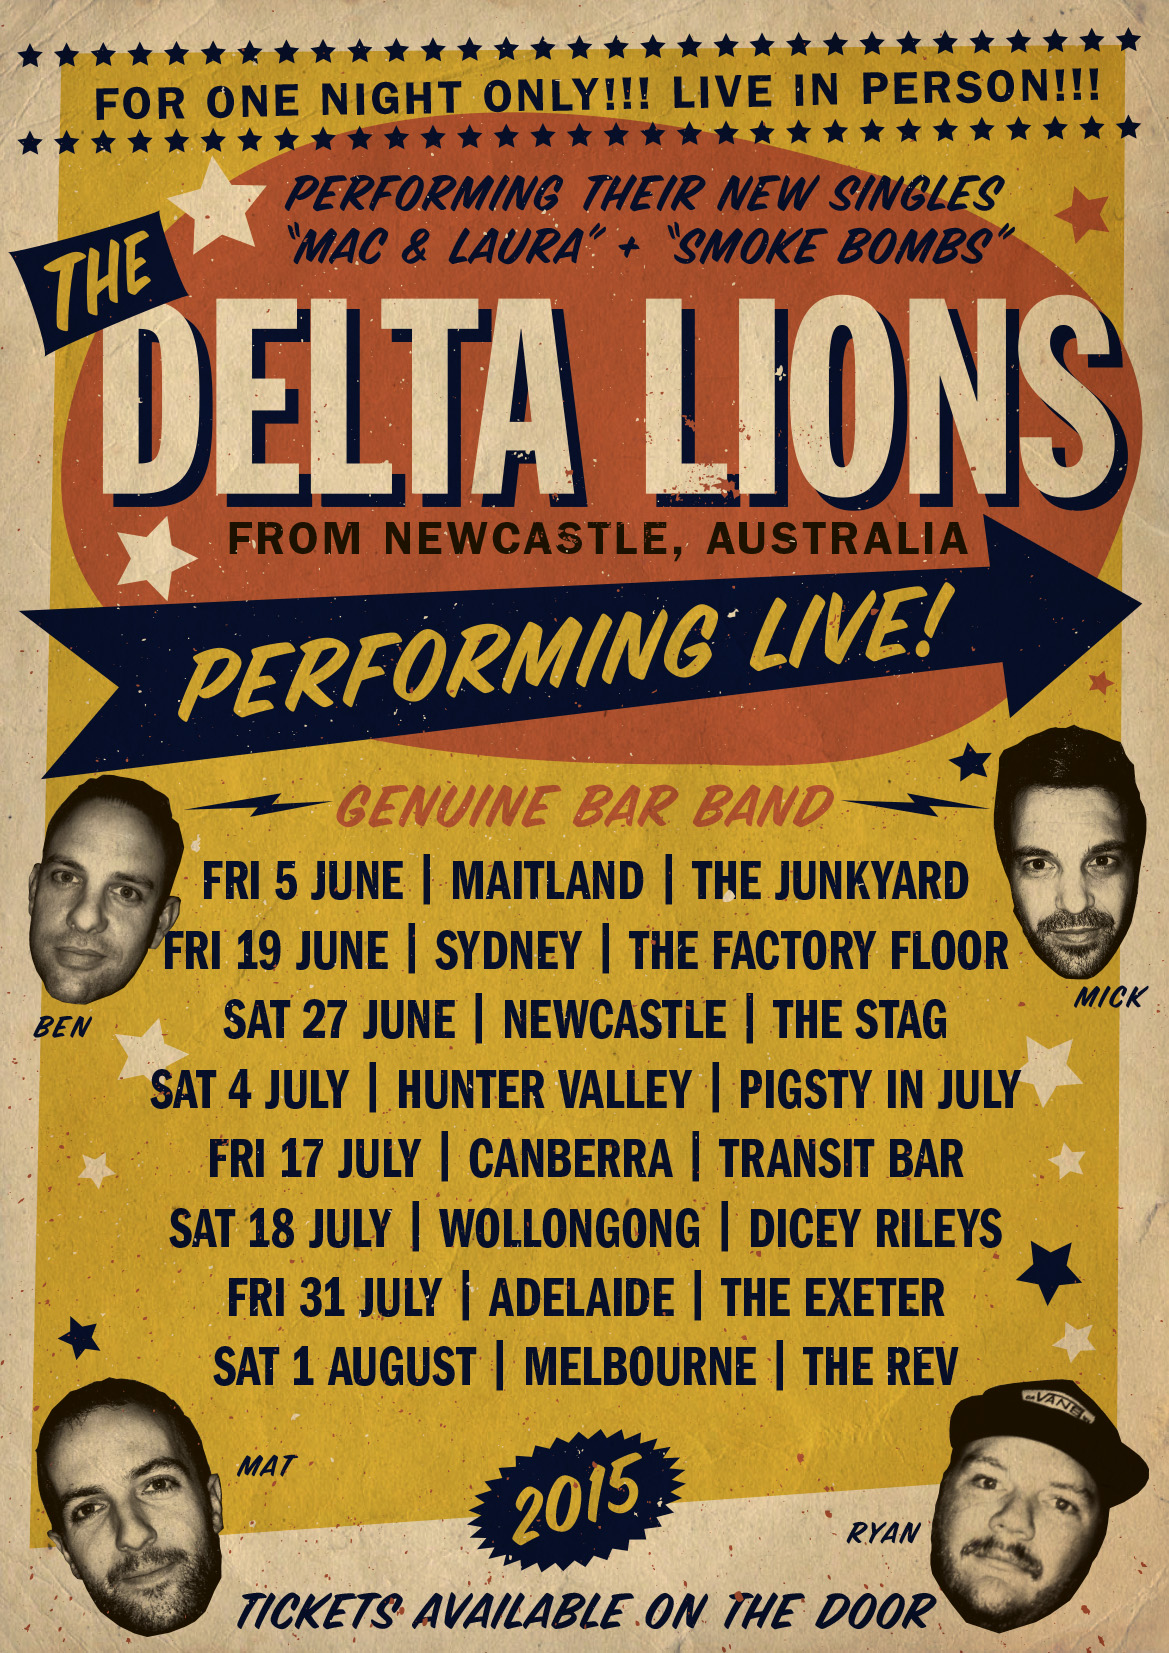 FOR ONE NIGHT ONLY!!! LIVE IN PERSON!!!
PERFORMING THEIR NEW SINGLES
"MAC & LAURA" + "SMOKE BOMBS"
THE
DELTA LIONS
FROM NEWCASTLE, AUSTRALIA
PERFORMING LIVE!
GENUINE BAR BAND
FRI 5 JUNE | MAITLAND | THE JUNKYARD
FRI 19 JUNE | SYDNEY | THE FACTORY FLOOR
SAT 27 JUNE | NEWCASTLE | THE STAG
BEN
MICK
SAT 4 JULY | HUNTER VALLEY | PIGSTY IN JULY
FRI 17 JULY | CANBERRA | TRANSIT BAR
SAT 18 JULY | WOLLONGONG | DICEY RILEYS
FRI 31 JULY | ADELAIDE | THE EXETER
SAT 1 AUGUST | MELBOURNE | THE REV
VANS
MAT
2015
RYAN
TICKETS AVAILABLE ON THE DOOR